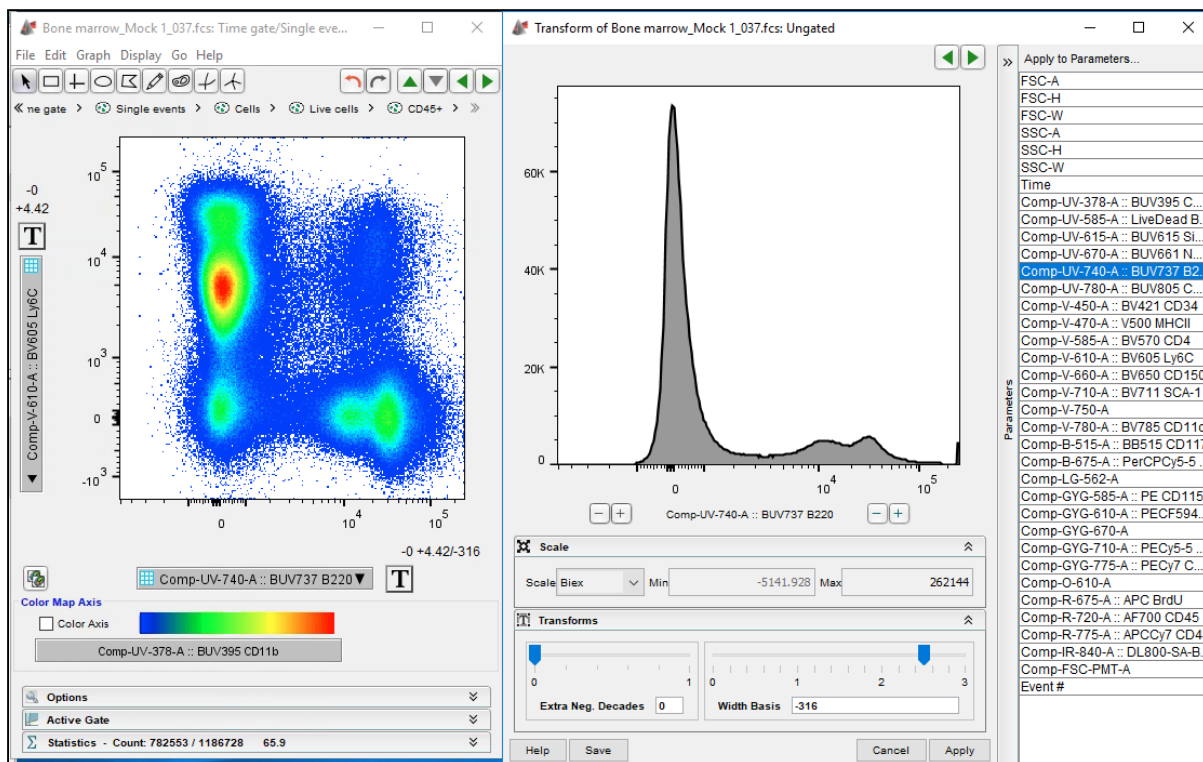 Bone marrow_Mock 1_037.fcs: Time gate/Single eve...
File Edit Graph Display Go Help
ne gate > Single events > Cells > Live cells > CD45+ >
-0
+4.42
T
Comp-V-610-A :: BV605 Ly6C
10^5
10^4
10^3
0
-10^3
0 10^4 10^5
-0 +4.42/-316
Comp-UV-740-A :: BUV737 B220
T
Color Map Axis
Color Axis
Comp-UV-378-A :: BUV395 CD11b
Options
Active Gate
Statistics - Count: 782553 / 1186728 65.9
Transform of Bone marrow_Mock 1_037.fcs: Ungated
60K
40K
20K
0
0 10^4 10^5
Comp-UV-740-A :: BUV737 B220
Scale
Scale Biex Min -5141.928 Max 262144
Transforms
0 1 0 1 2 3
Extra Neg. Decades 0 Width Basis -316
Help Save Cancel Apply
Parameters
Apply to Parameters...
FSC-A
FSC-H
FSC-W
SSC-A
SSC-H
SSC-W
Time
Comp-UV-378-A :: BUV395 C...
Comp-UV-585-A :: LiveDead B...
Comp-UV-615-A :: BUV615 Si...
Comp-UV-670-A :: BUV661 N...
Comp-UV-740-A :: BUV737 B2...
Comp-UV-780-A :: BUV805 C...
Comp-V-450-A :: BV421 CD34
Comp-V-470-A :: V500 MHCII
Comp-V-585-A :: BV570 CD4
Comp-V-610-A :: BV605 Ly6C
Comp-V-660-A :: BV650 CD150
Comp-V-710-A :: BV711 SCA-1
Comp-V-750-A
Comp-V-780-A :: BV785 CD11c
Comp-B-515-A :: BB515 CD117
Comp-B-675-A :: PerCPCy5-5 ...
Comp-LG-562-A
Comp-GYG-585-A :: PE CD115
Comp-GYG-610-A :: PECF594...
Comp-GYG-670-A
Comp-GYG-710-A :: PECy5-5 ...
Comp-GYG-775-A :: PECy7 C...
Comp-O-610-A
Comp-R-675-A :: APC BrdU
Comp-R-720-A :: AF700 CD45
Comp-R-775-A :: APCCy7 CD4
Comp-IR-840-A :: DL800-SA-B...
Comp-FSC-PMT-A
Event #